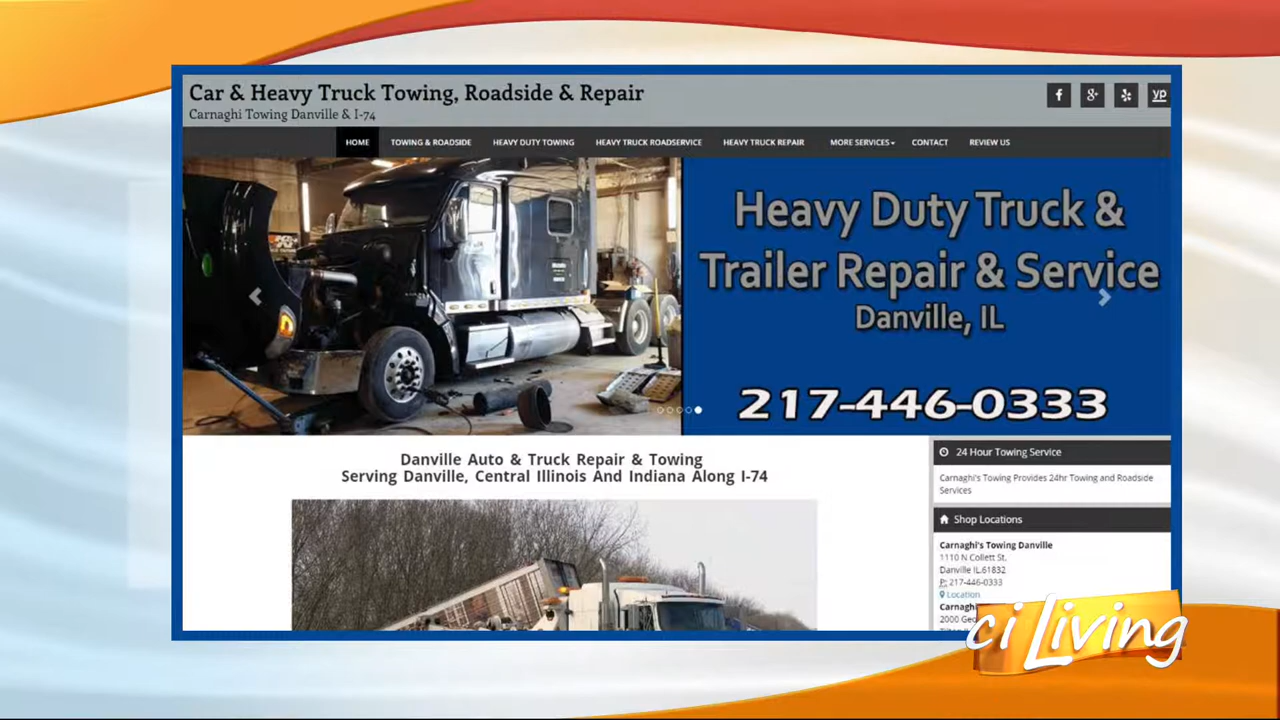 Car & Heavy Truck Towing, Roadside & Repair
Carnaghi Towing Danville & I-74
f g+ yp
HOME TOWING & ROADSIDE HEAVY DUTY TOWING HEAVY TRUCK ROADSERVICE HEAVY TRUCK REPAIR MORE SERVICES CONTACT REVIEW US
Heavy Duty Truck &
Trailer Repair & Service
Danville, IL
217-446-0333
Danville Auto & Truck Repair & Towing
Serving Danville, Central Illinois And Indiana Along I-74
24 Hour Towing Service
Carnaghi's Towing Provides 24hr Towing and Roadside
Services
Shop Locations
Carnaghi's Towing Danville
1110 N Collett St.
Danville IL.61832
P: 217-446-0333
Location
2000
ci Living